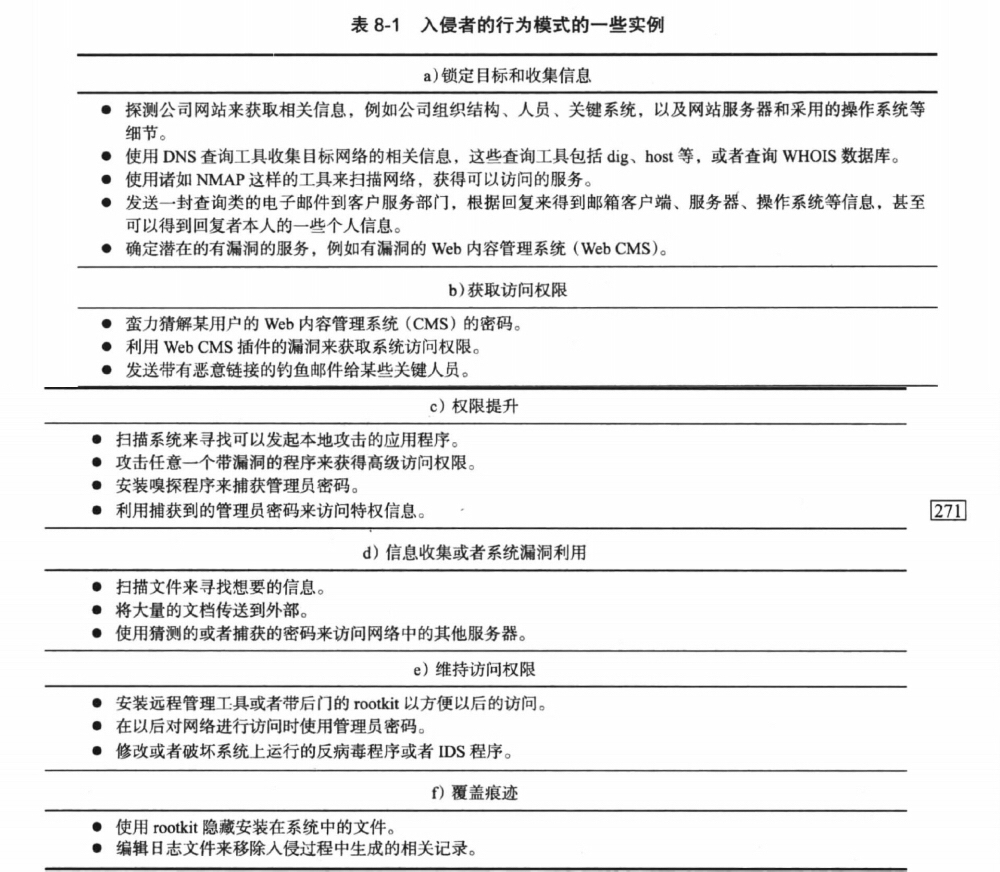 表 8-1 入侵者的行为模式的一些实例
a)锁定目标和收集信息
● 探测公司网站来获取相关信息，例如公司组织结构、人员、关键系统，以及网站服务器和采用的操作系统等
细节。
● 使用 DNS 查询工具收集目标网络的相关信息，这些查询工具包括 dig、host 等，或者查询 WHOIS 数据库。
● 使用诸如 NMAP 这样的工具来扫描网络，获得可以访问的服务。
● 发送一封查询类的电子邮件到客户服务部门，根据回复来得到邮箱客户端、服务器、操作系统等信息，甚至
可以得到回复者本人的一些个人信息。
● 确定潜在的有漏洞的服务，例如有漏洞的 Web 内容管理系统（Web CMS）。
b)获取访问权限
● 蛮力猜解某用户的 Web 内容管理系统（CMS）的密码。
● 利用 Web CMS 插件的漏洞来获取系统访问权限。
● 发送带有恶意链接的钓鱼邮件给某些关键人员。
c）权限提升
● 扫描系统来寻找可以发起本地攻击的应用程序。
● 攻击任意一个带漏洞的程序来获得高级访问权限。
● 安装嗅探程序来捕获管理员密码。
● 利用捕获到的管理员密码来访问特权信息。
271
d）信息收集或者系统漏洞利用
● 扫描文件来寻找想要的信息。
● 将大量的文档传送到外部。
● 使用猜测的或者捕获的密码来访问网络中的其他服务器。
e）维持访问权限
● 安装远程管理工具或者带后门的 rootkit 以方便以后的访问。
● 在以后对网络进行访问时使用管理员密码。
● 修改或者破坏系统上运行的反病毒程序或者 IDS 程序。
f）覆盖痕迹
● 使用 rootkit 隐藏安装在系统中的文件。
● 编辑日志文件来移除入侵过程中生成的相关记录。